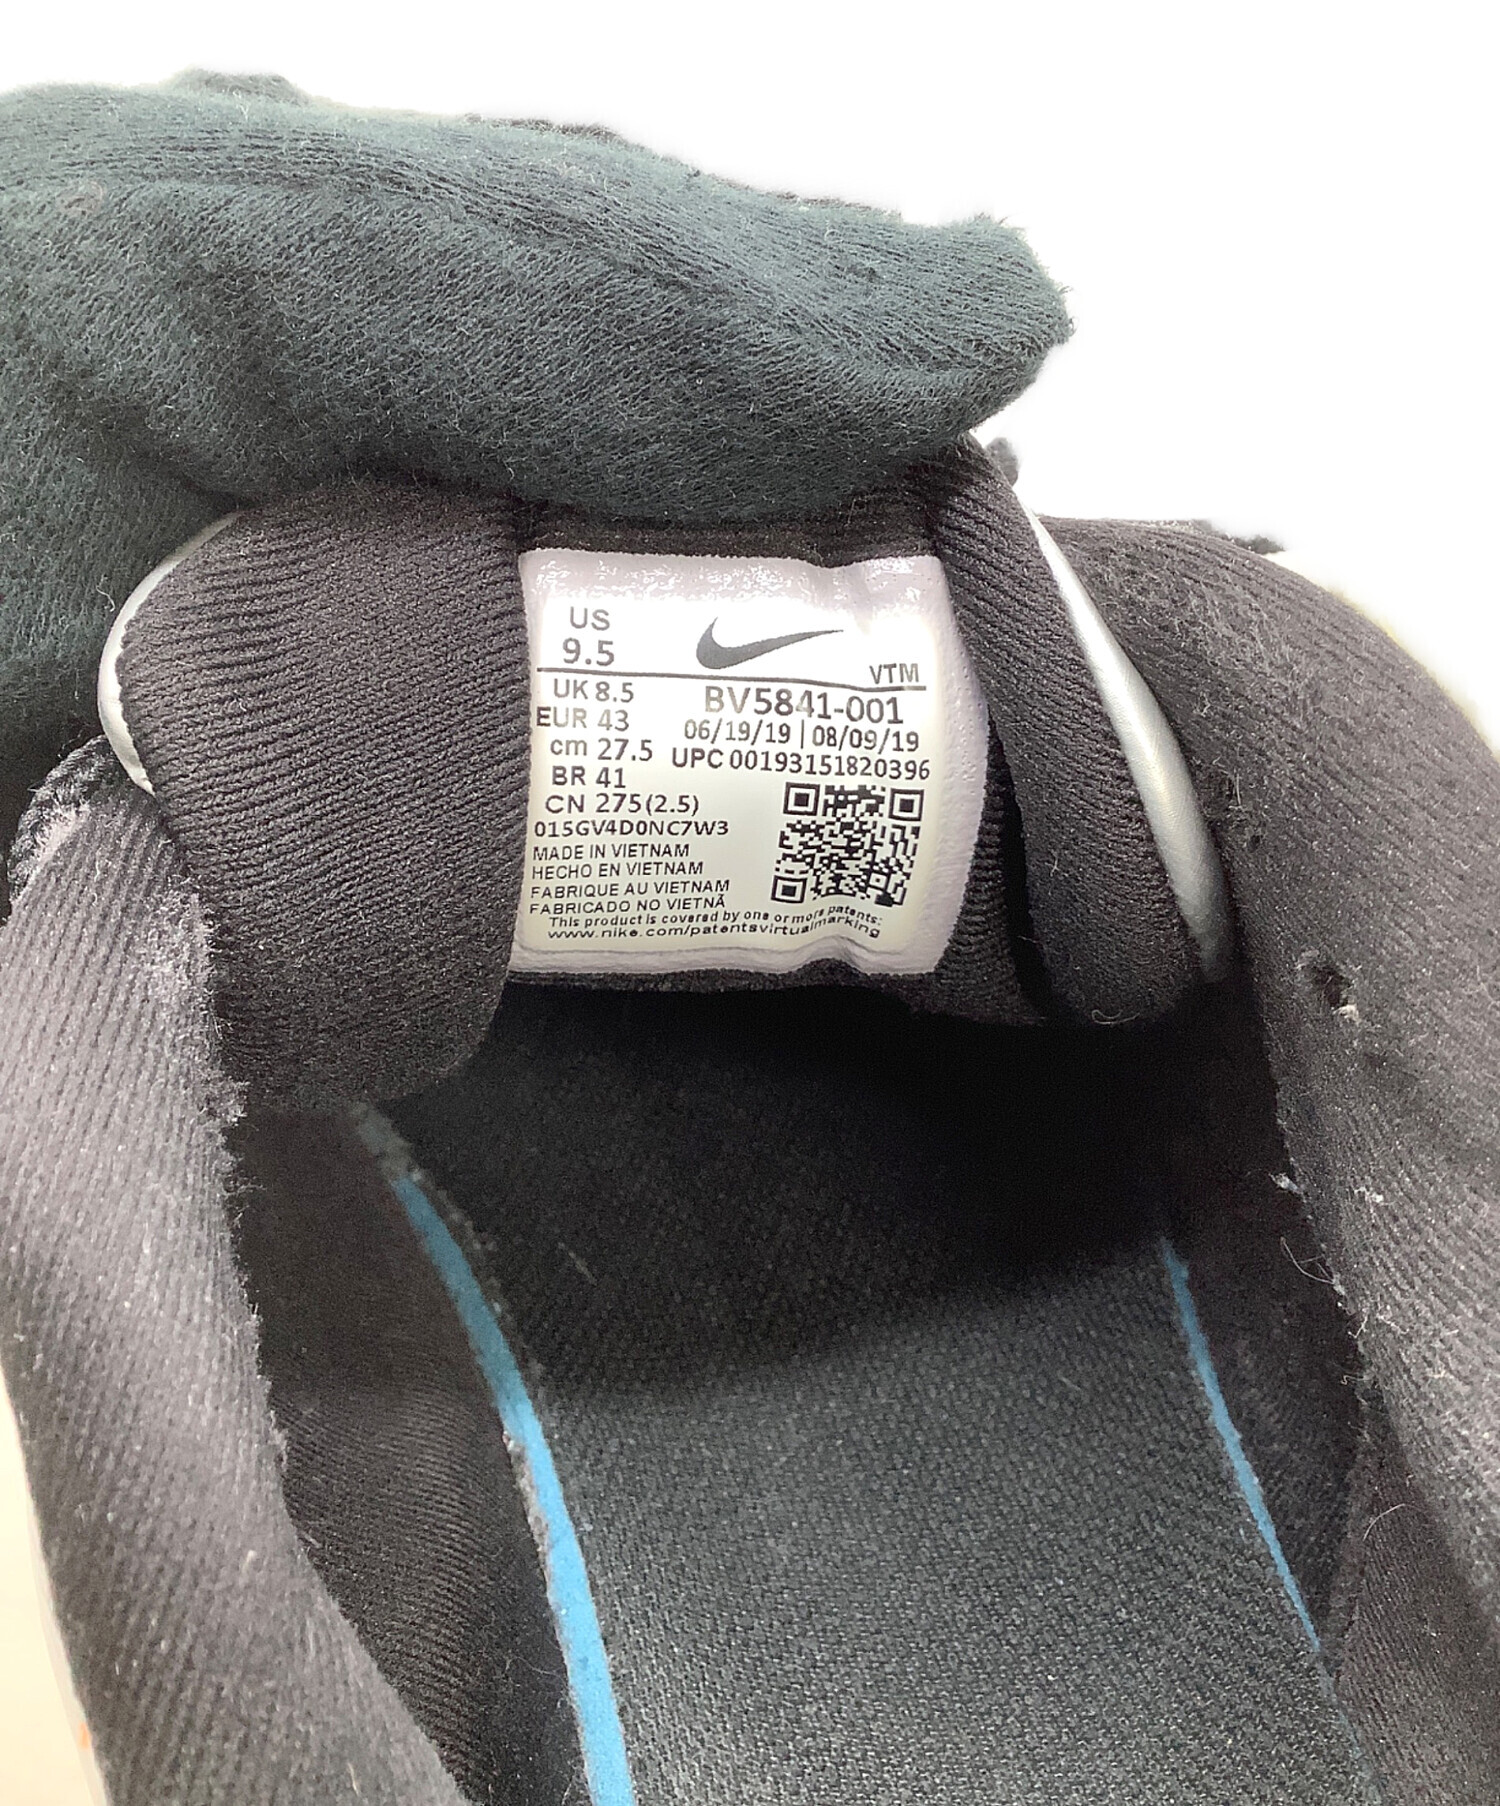 US
9.5
VTM
UK 8.5
EUR 43
cm 27.5
BR 41
CN 275(2.5)
BV5841-001
06/19/19 | 08/09/19
UPC 00193151820396
015GV4D0NC7W3
MADE IN VIETNAM
HECHO EN VIETNAM
FABRIQUE AU VIETNAM
FABRICADO NO VIETNÃ
This product is covered by one or more patents:
www.nike.com/patentsvirtualmarking